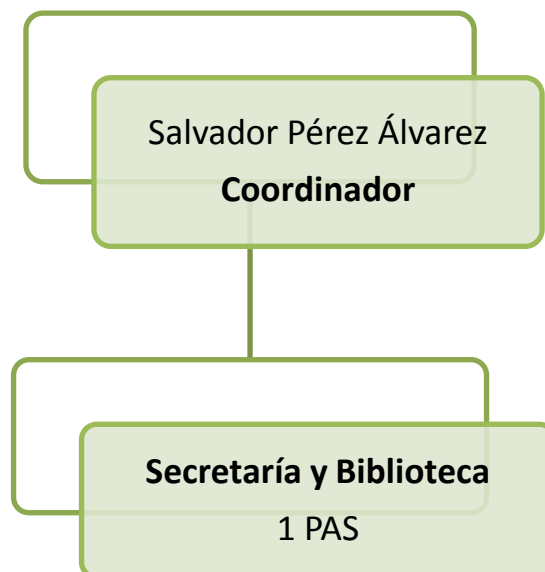 Salvador Pérez Álvarez
Coordinador
Secretaría y Biblioteca
1 PAS